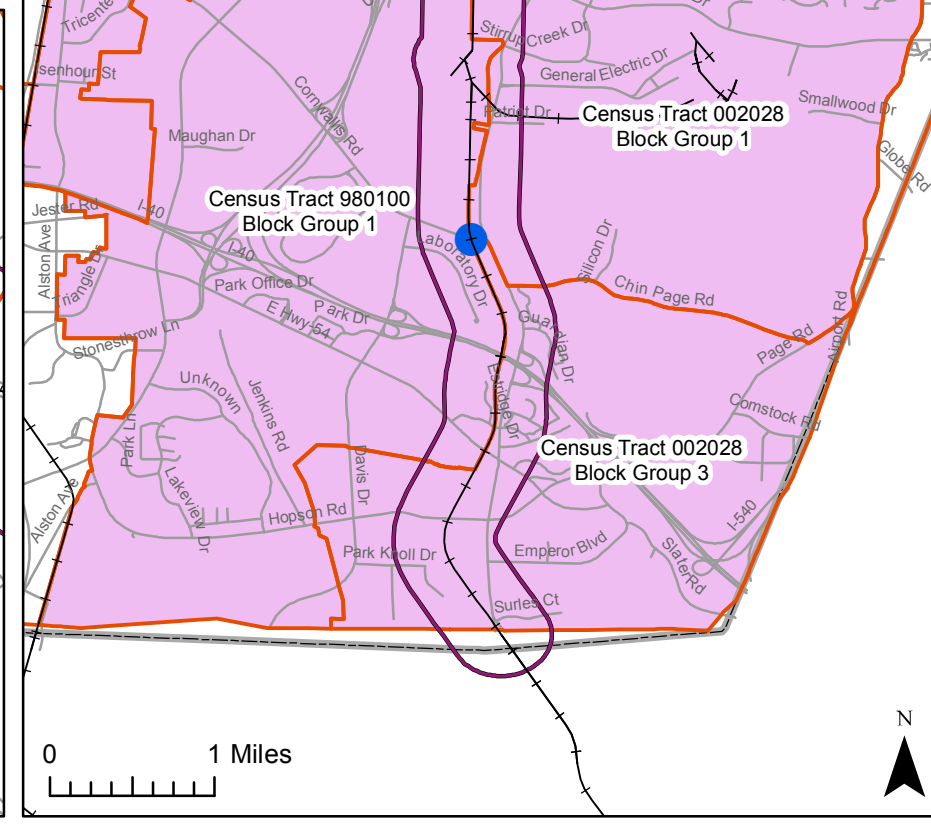 Tricente
Dr
Stirrup Creek Dr
General Electric Dr
senhour St
Cornwallis Rd
Patriot Dr
Smallwood Dr
Census Tract 002028
Block Group 1
Maughan Dr
Globe Rd
Census Tract 980100
Block Group 1
Jester Rd
I-40
Alston Ave
I-40
Laboratory Dr
Silicon Dr
Triangle Dr
Park Office Dr
Chin Page Rd
E Hwy-54
Park Dr
Guardian Dr
Airport Rd
Stonesthrow Ln
Page Rd
Unknown
Jenkins Rd
Estridge Dr
Comstock Rd
Park Ln
Census Tract 002028
Block Group 3
Davis Dr
Lakeview Dr
Alston Ave
Hopson Rd
I-540
Park Knoll Dr
Emperor Blvd
Slater Rd
Surles Ct
N
0 1 Miles